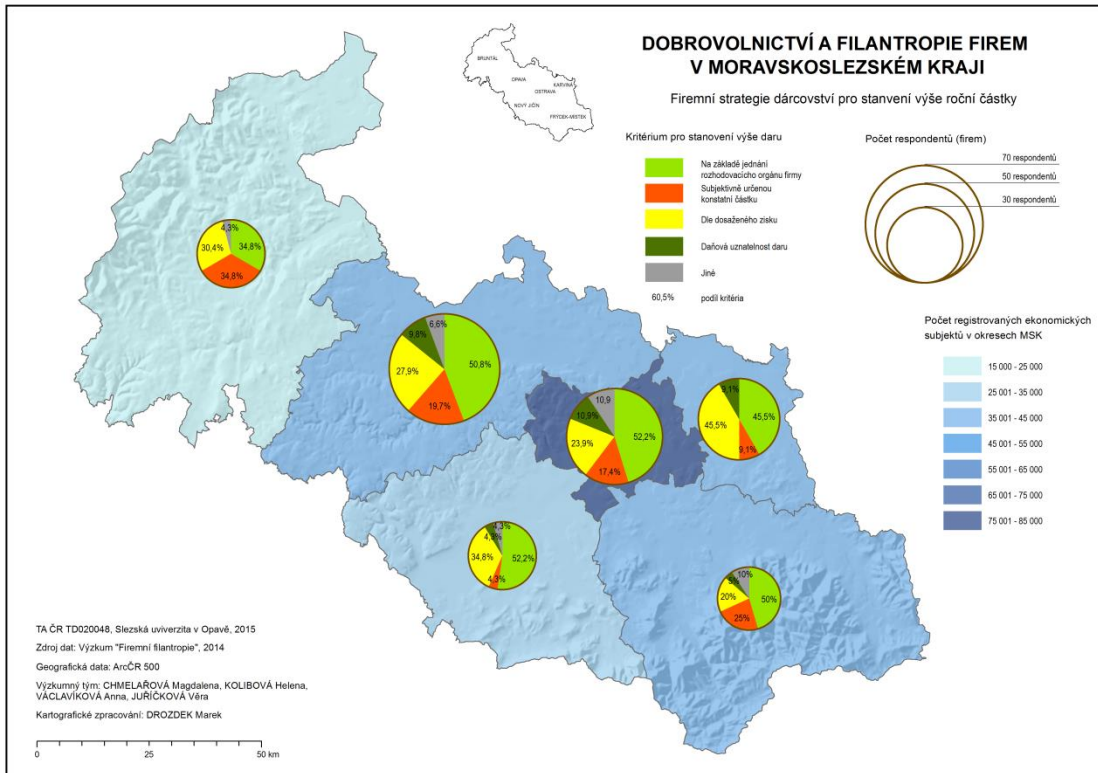 DOBROVOLNICTVÍ A FILANTROPIE FIREM
V MORAVSKOSLEZSKÉM KRAJI
Firemní strategie dárcovství pro stanvení výše roční částky
BRUNTÁL
OPAVA
KARVINÁ
OSTRAVA
NOVÝ JIČÍN
FRÝDEK-MÍSTEK
Kritérium pro stanovení výše daru
Na základě jednání
rozhodovacího orgánu firmy
Subjektivně určenou
konstatní částku
Dle dosaženého zisku
Daňová uznatelnost daru
Jiné
60,5%
podíl kritéria
Počet respondentů (firem)
70 respondentů
50 respondentů
30 respondentů
Počet registrovaných ekonomických
subjektů v okresech MSK
15 000 - 25 000
25 001 - 35 000
35 001 - 45 000
45 001 - 55 000
55 001 - 65 000
65 001 - 75 000
75 001 - 85 000
4,3%
30,4%
34,8%
34,8%
6,6%
9,8%
50,8%
27,9%
19,7%
10,9
10,9%
52,2%
23,9%
17,4%
9,1%
45,5%
45,5%
9,1%
4,3%
4,3%
34,8%
52,2%
4,3%
10%
5%
20%
50%
25%
TA ČR TD020048, Slezská uviverzita v Opavě, 2015
Zdroj dat: Výzkum "Firemní filantropie", 2014
Geografická data: ArcČR 500
Výzkumný tým: CHMELAŘOVÁ Magdalena, KOLIBOVÁ Helena,
VÁCLAVÍKOVÁ Anna, JUŘÍČKOVÁ Věra
Kartografické zpracování: DROZDEK Marek
0
25
50 km